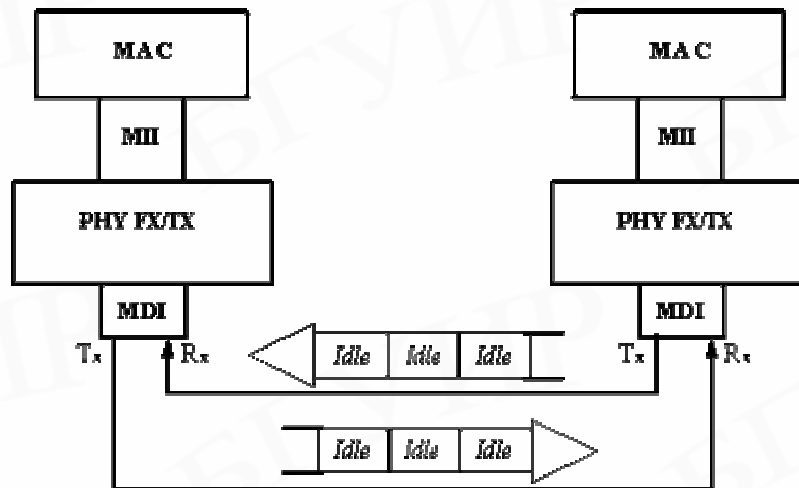 MAC MAC
MII MII
PHY FX/TX PHY FX/TX
MDI MDI
Tx Rx Idle Idle Idle Tx Rx
Idle Idle Idle